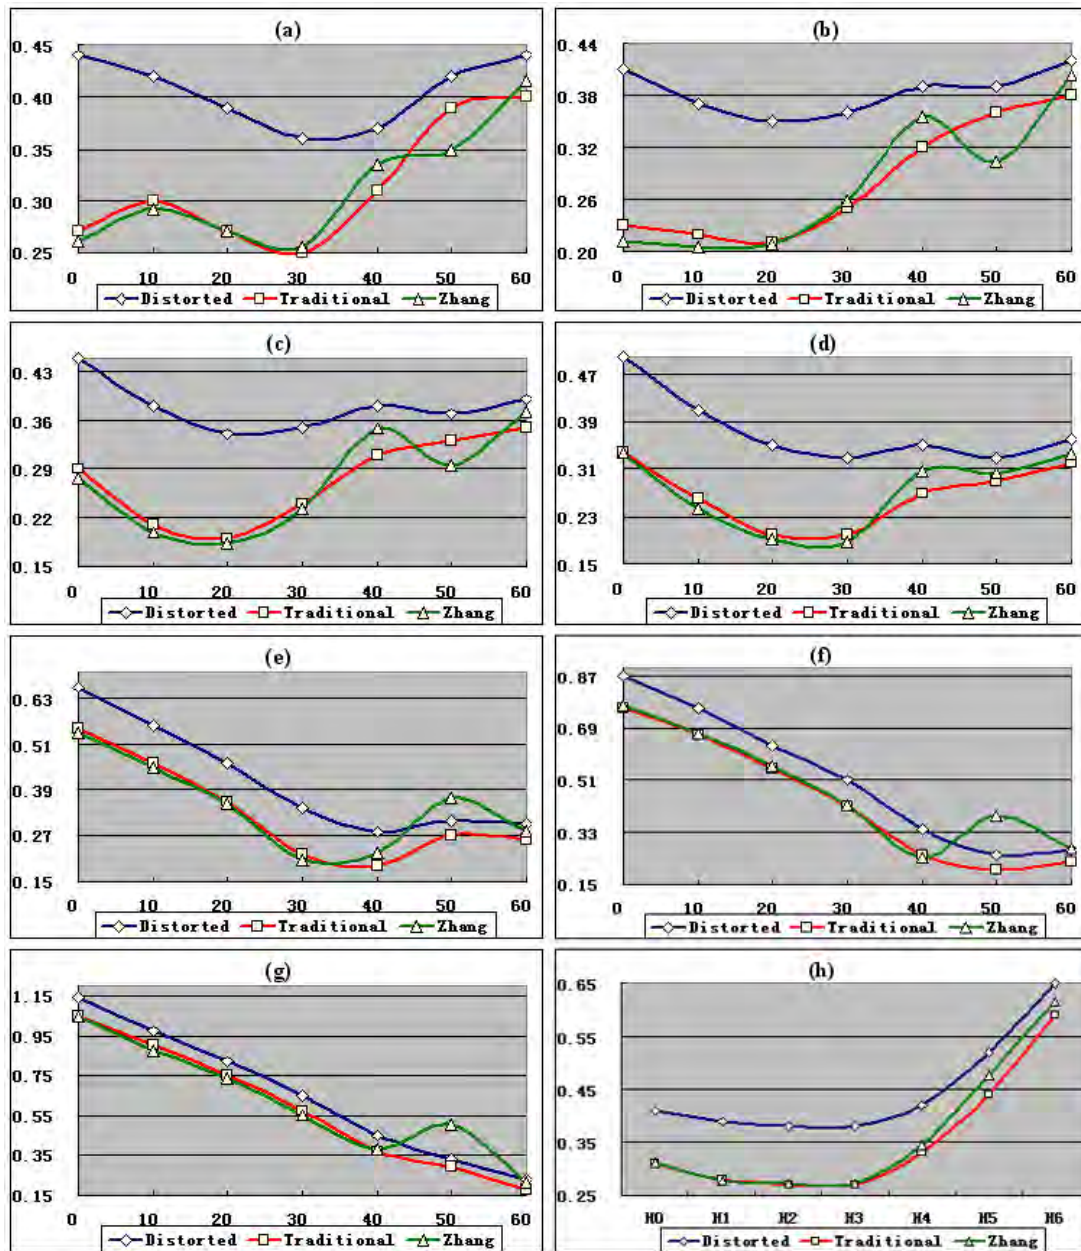 (a)
0.45
0.40
0.35
0.30
0.25
0 10 20 30 40 50 60
Distorted Traditional Zhang
(b)
0.44
0.38
0.32
0.26
0.20
0 10 20 30 40 50 60
Distorted Traditional Zhang
(c)
0.43
0.36
0.29
0.22
0.15
0 10 20 30 40 50 60
Distorted Traditional Zhang
(d)
0.47
0.39
0.31
0.23
0.15
0 10 20 30 40 50 60
Distorted Traditional Zhang
(e)
0.63
0.51
0.39
0.27
0.15
0 10 20 30 40 50 60
Distorted Traditional Zhang
(f)
0.87
0.69
0.51
0.33
0.15
0 10 20 30 40 50 60
Distorted Traditional Zhang
(g)
1.15
0.95
0.75
0.55
0.35
0.15
0 10 20 30 40 50 60
Distorted Traditional Zhang
(h)
0.65
0.55
0.45
0.35
0.25
H0 H1 H2 H3 H4 H5 H6
Distorted Traditional Zhang